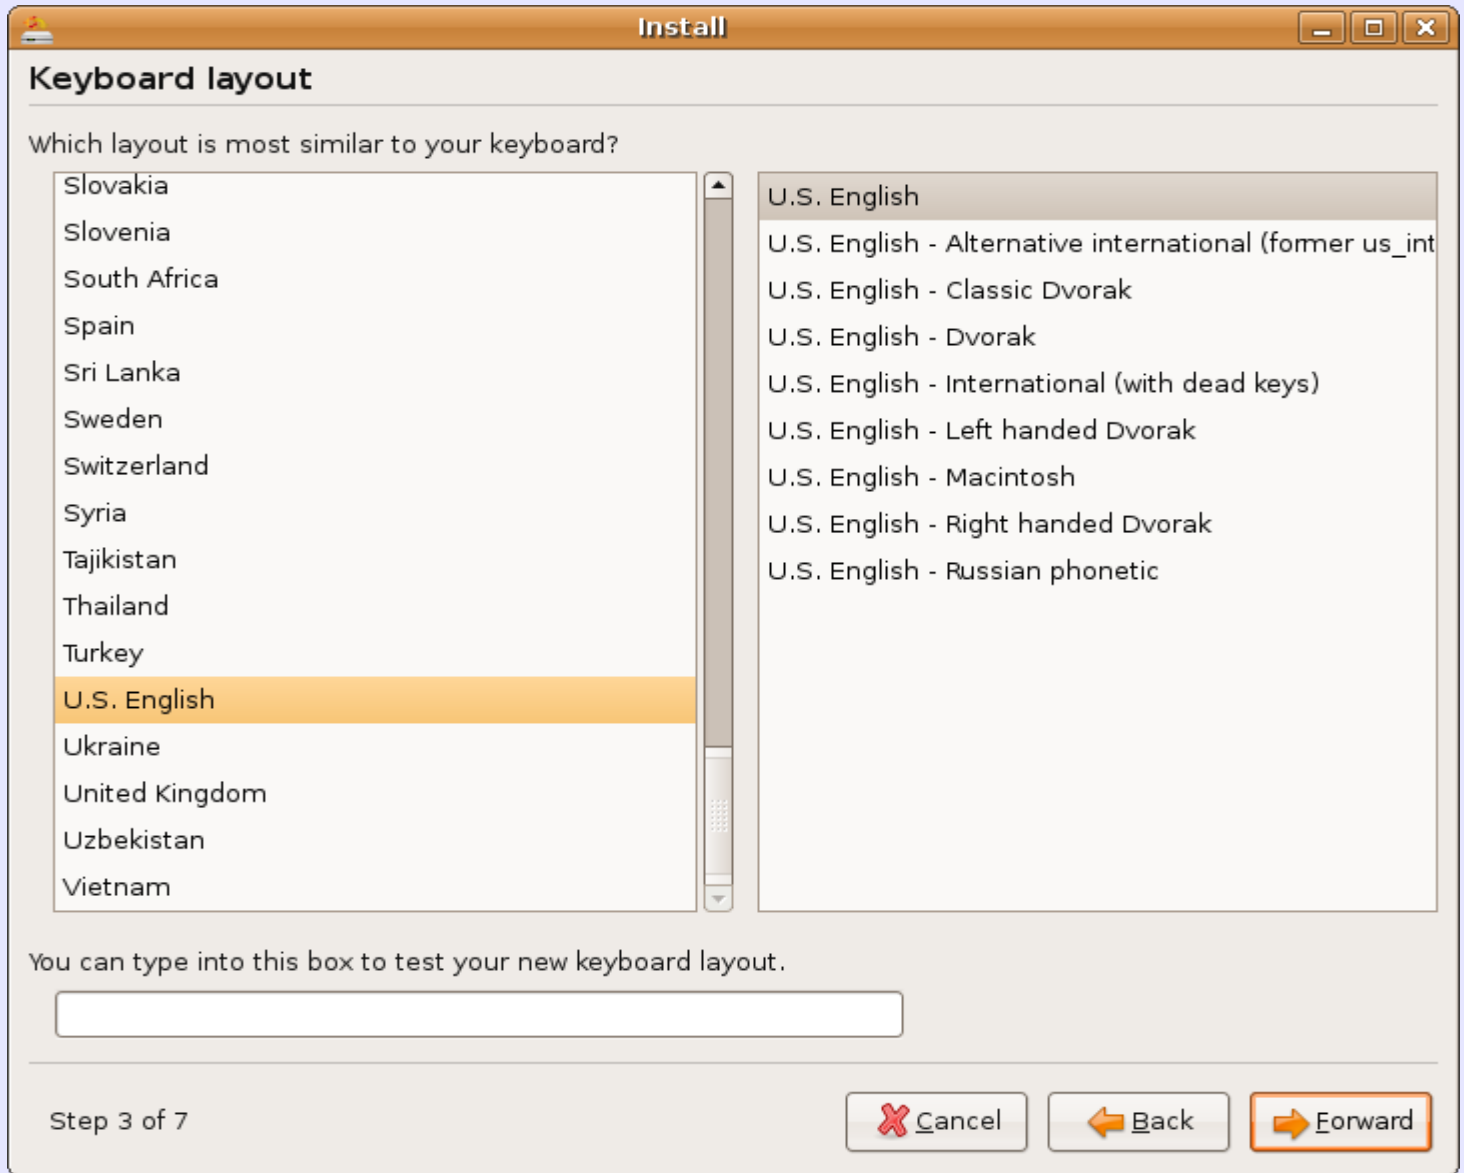 Install
Keyboard layout
Which layout is most similar to your keyboard?
Slovakia
Slovenia
South Africa
Spain
Sri Lanka
Sweden
Switzerland
Syria
Tajikistan
Thailand
Turkey
U.S. English
Ukraine
United Kingdom
Uzbekistan
Vietnam
U.S. English
U.S. English - Alternative international (former us_int
U.S. English - Classic Dvorak
U.S. English - Dvorak
U.S. English - International (with dead keys)
U.S. English - Left handed Dvorak
U.S. English - Macintosh
U.S. English - Right handed Dvorak
U.S. English - Russian phonetic
You can type into this box to test your new keyboard layout.
Step 3 of 7
Cancel
Back
Forward